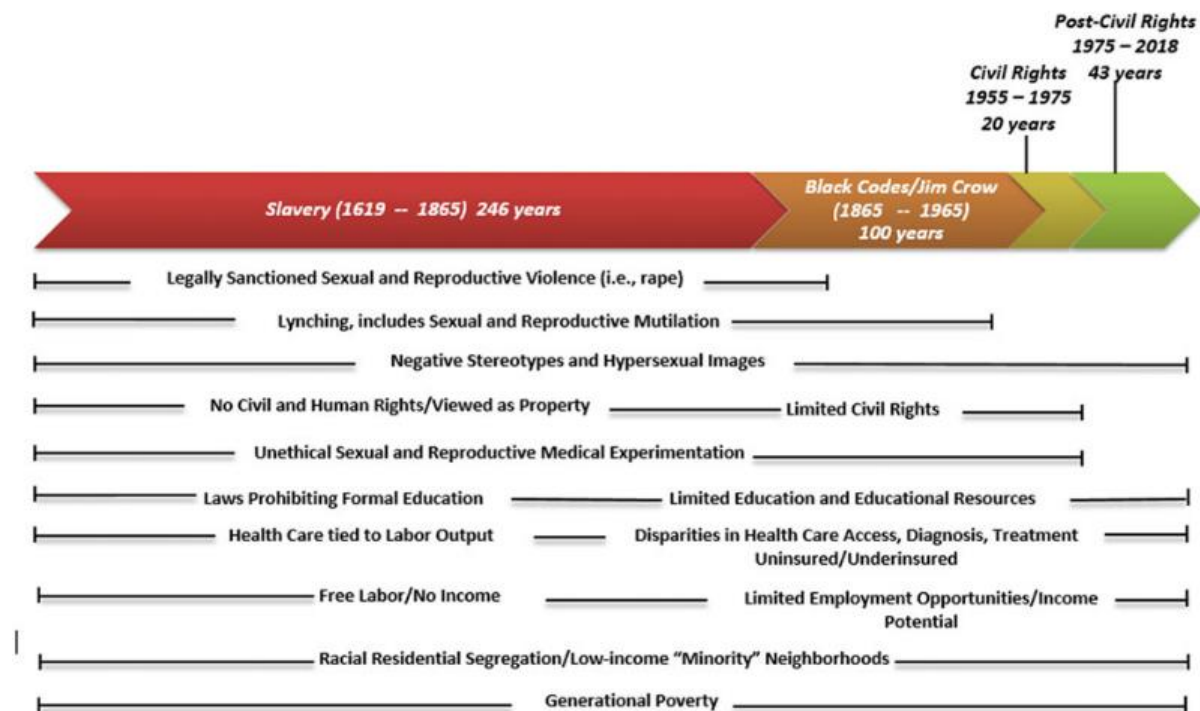 Post-Civil Rights
1975 – 2018
43 years
Civil Rights
1955 – 1975
20 years
Slavery (1619 -- 1865) 246 years
Black Codes/Jim Crow
(1865 -- 1965)
100 years
Legally Sanctioned Sexual and Reproductive Violence (i.e., rape)
Lynching, includes Sexual and Reproductive Mutilation
Negative Stereotypes and Hypersexual Images
No Civil and Human Rights/Viewed as Property
Limited Civil Rights
Unethical Sexual and Reproductive Medical Experimentation
Laws Prohibiting Formal Education
Limited Education and Educational Resources
Health Care tied to Labor Output
Disparities in Health Care Access, Diagnosis, Treatment
Uninsured/Underinsured
Free Labor/No Income
Limited Employment Opportunities/Income
Potential
Racial Residential Segregation/Low-income “Minority” Neighborhoods
Generational Poverty